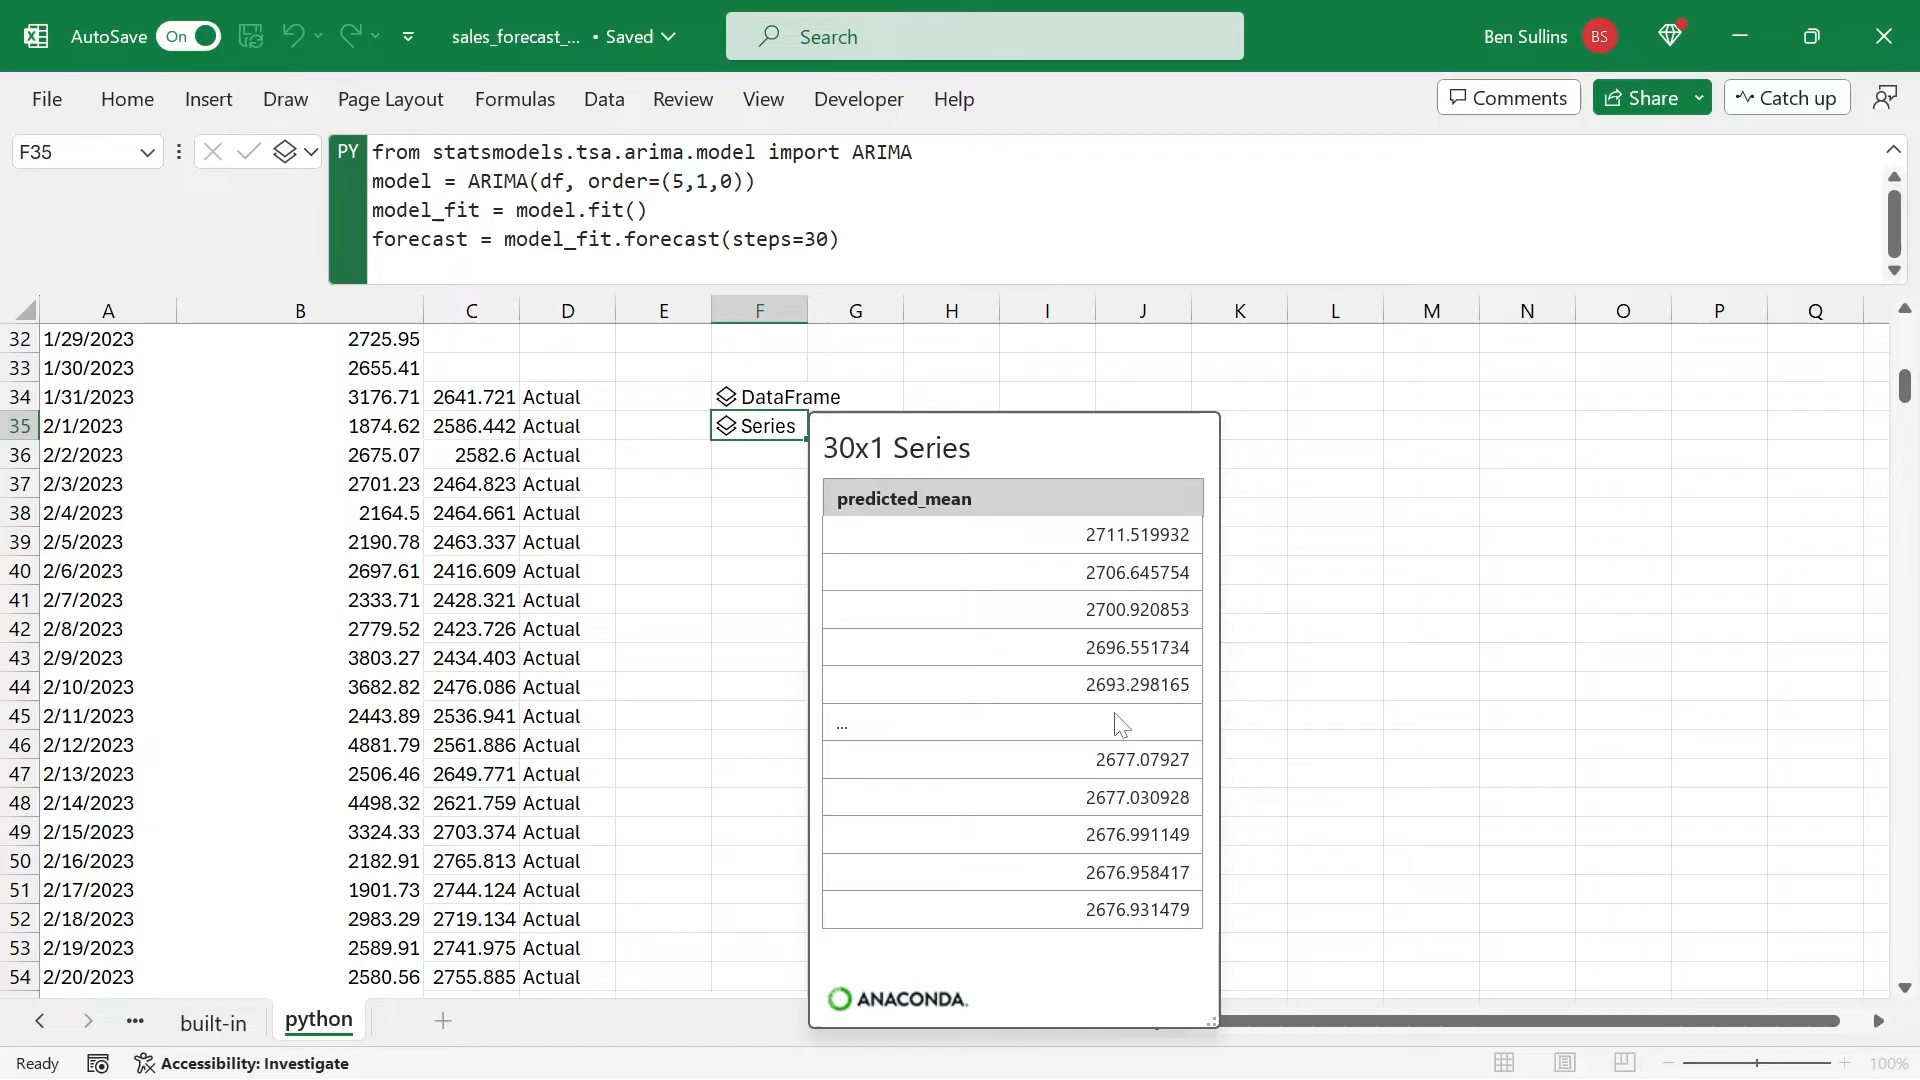 AutoSave On sales_forecast_... • Saved Search Ben Sullins BS
File Home Insert Draw Page Layout Formulas Data Review View Developer Help Comments Share Catch up
F35 PY from statsmodels.tsa.arima.model import ARIMA
model = ARIMA(df, order=(5,1,0))
model_fit = model.fit()
forecast = model_fit.forecast(steps=30)
A B C D E F G H I J K L M N O P Q
32 1/29/2023 2725.95
33 1/30/2023 2655.41
34 1/31/2023 3176.71 2641.721 Actual DataFrame
35 2/1/2023 1874.62 2586.442 Actual Series
36 2/2/2023 2675.07 2582.6 Actual
37 2/3/2023 2701.23 2464.823 Actual
38 2/4/2023 2164.5 2464.661 Actual
39 2/5/2023 2190.78 2463.337 Actual
40 2/6/2023 2697.61 2416.609 Actual
41 2/7/2023 2333.71 2428.321 Actual
42 2/8/2023 2779.52 2423.726 Actual
43 2/9/2023 3803.27 2434.403 Actual
44 2/10/2023 3682.82 2476.086 Actual
45 2/11/2023 2443.89 2536.941 Actual
46 2/12/2023 4881.79 2561.886 Actual
47 2/13/2023 2506.46 2649.771 Actual
48 2/14/2023 4498.32 2621.759 Actual
49 2/15/2023 3324.33 2703.374 Actual
50 2/16/2023 2182.91 2765.813 Actual
51 2/17/2023 1901.73 2744.124 Actual
52 2/18/2023 2983.29 2719.134 Actual
53 2/19/2023 2589.91 2741.975 Actual
54 2/20/2023 2580.56 2755.885 Actual
30x1 Series
predicted_mean
2711.519932
2706.645754
2700.920853
2696.551734
2693.298165
...
2677.07927
2677.030928
2676.991149
2676.958417
2676.931479
ANACONDA.
built-in python
Ready Accessibility: Investigate 100%